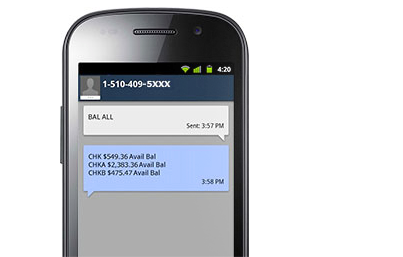 4:20
1-510-409-5XXX
BAL ALL
Sent: 3:57 PM
CHK $549.36 Avail Bal
CHKA $2,383.36 Avail Bal
CHKB $475.47 Avail Bal
3:58 PM